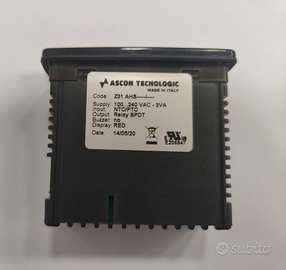 ASCON TECNOLOGIC
MADE IN ITALY
Code: Z31 AHS-----I---
Supply: 100...240 VAC - 3VA
Input: NTC/PTC
Output: Relay SPDT
Buzzer: no
Display: RED
Date: 14/05/20
E206847
subito